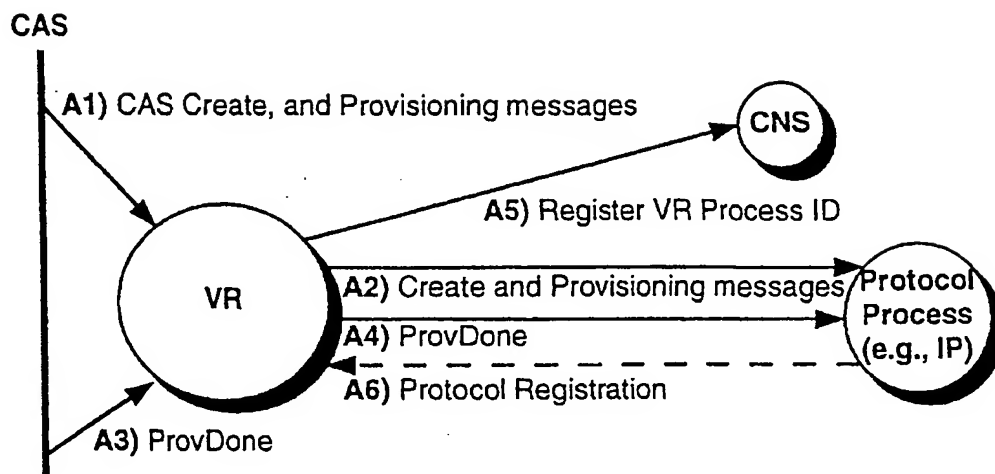 CAS
A1) CAS Create, and Provisioning messages
CNS
A5) Register VR Process ID
VR
A2) Create and Provisioning messages
Protocol
Process
(e.g., IP)
A4) ProvDone
A6) Protocol Registration
A3) ProvDone